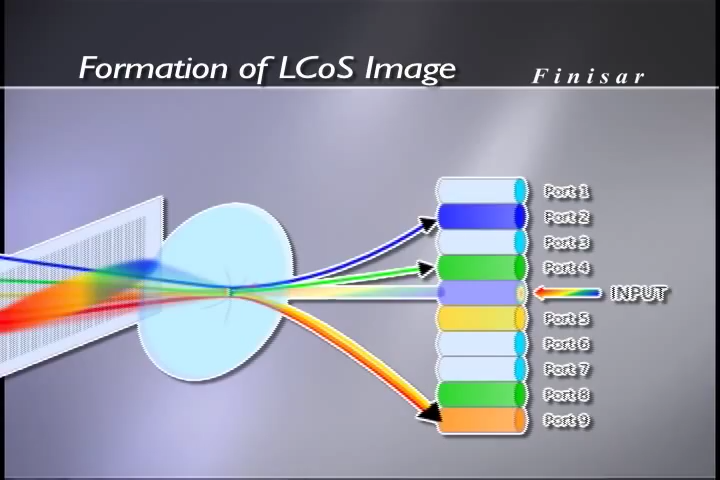 Formation of LCoS Image
Finisar
Port 1
Port 2
Port 3
Port 4
INPUT
Port 5
Port 6
Port 7
Port 8
Port 9